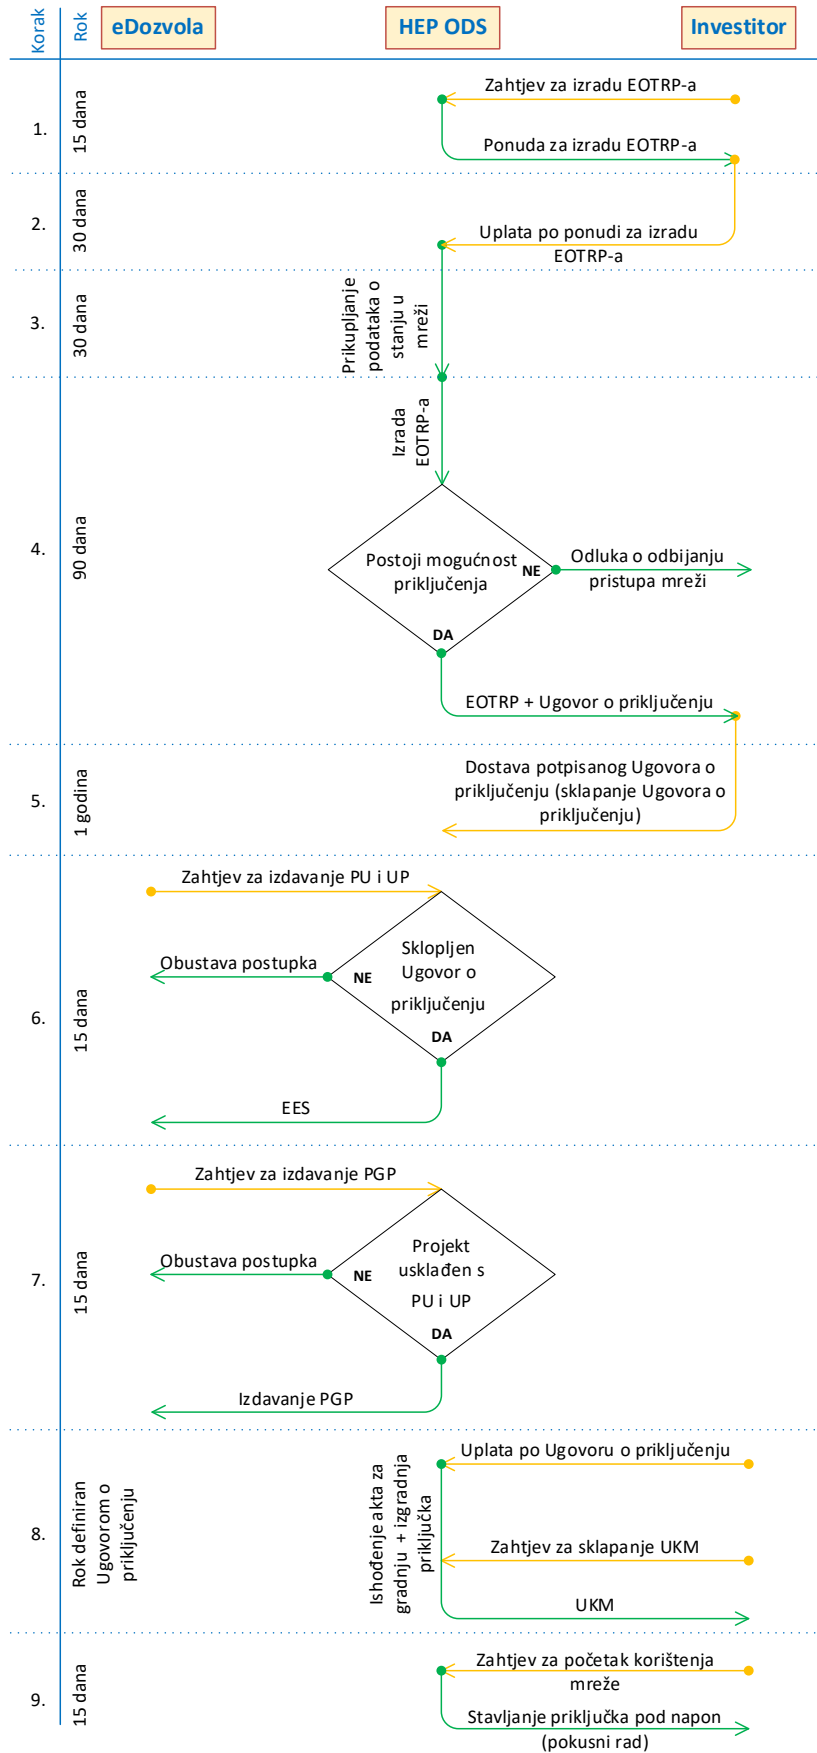 Korak
Rok
eDozvola
HEP ODS
Investitor
1.
15 dana
Zahtjev za izradu EOTRP-a
Ponuda za izradu EOTRP-a
2.
30 dana
Uplata po ponudi za izradu
EOTRP-a
3.
30 dana
Prikupljanje
podataka o
stanju u
mreži
4.
90 dana
Izrada
EOTRP-a
Postoji mogućnost
priključenja
NE
Odluka o odbijanju
pristupa mreži
DA
EOTRP + Ugovor o priključenju
5.
1 godina
Dostava potpisanog Ugovora o
priključenju (sklapanje Ugovora o
priključenju)
6.
15 dana
Zahtjev za izdavanje PU i UP
Sklopljen
Ugovor o
priključenju
NE
Obustava postupka
DA
EES
7.
15 dana
Zahtjev za izdavanje PGP
Projekt
usklađen s
PU i UP
NE
Obustava postupka
DA
Izdavanje PGP
8.
Rok definiran
Ugovorom o
priključenju
Ishođenje akta za
gradnju + izgradnja
priključka
Uplata po Ugovoru o priključenju
Zahtjev za sklapanje UKM
UKM
9.
15 dana
Zahtjev za početak korištenja
mreže
Stavljanje priključka pod napon
(pokusni rad)